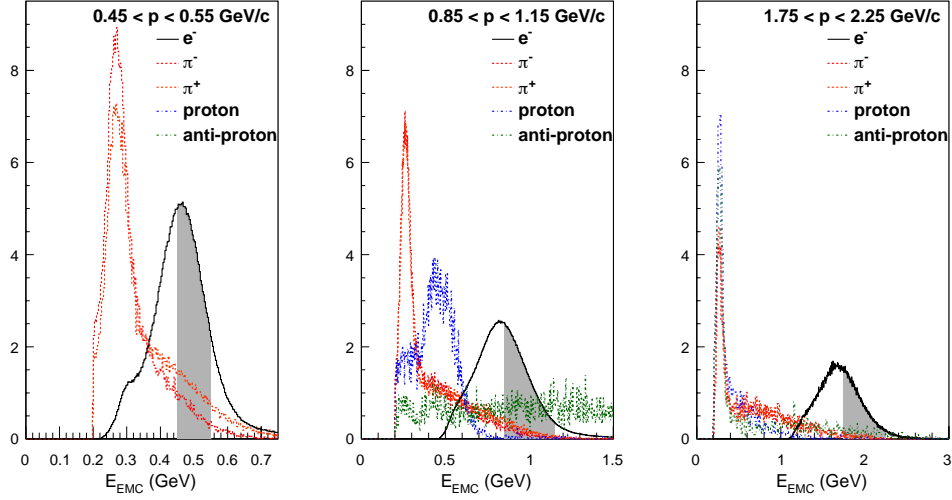 0.45 < p < 0.55 GeV/c
e⁻
π⁻
π⁺
proton
anti-proton
8
6
4
2
0
0 0.1 0.2 0.3 0.4 0.5 0.6 0.7
E_EMC (GeV)
0.85 < p < 1.15 GeV/c
e⁻
π⁻
π⁺
proton
anti-proton
8
6
4
2
0
0 0.5 1 1.5
E_EMC (GeV)
1.75 < p < 2.25 GeV/c
e⁻
π⁻
π⁺
proton
anti-proton
8
6
4
2
0
0 1 2 3
E_EMC (GeV)